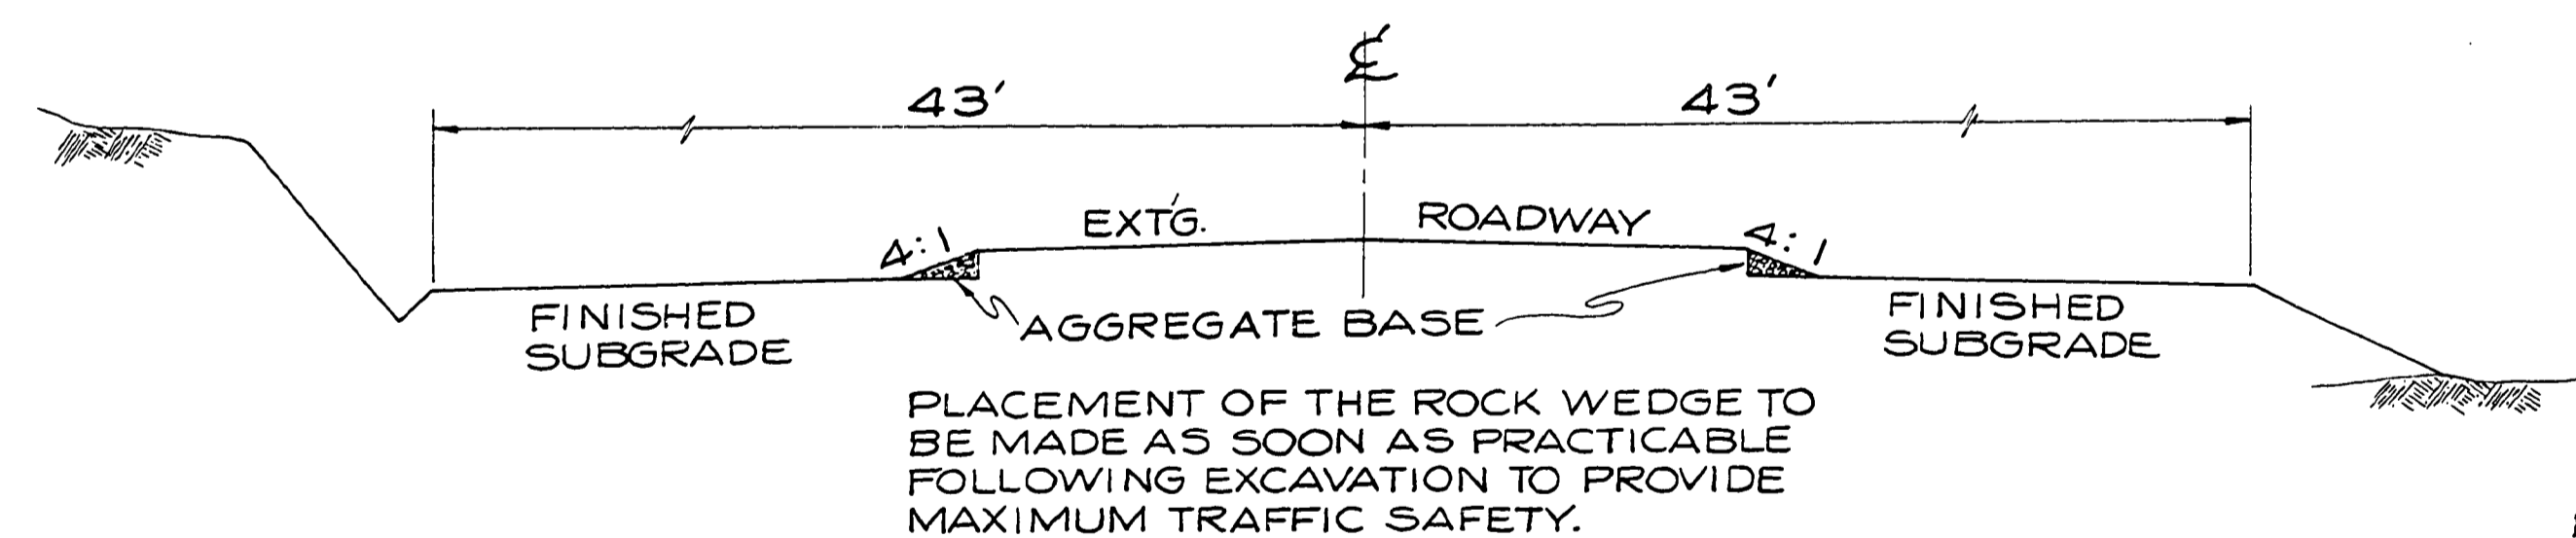 ℄
43' 43'
EXT'G. ROADWAY
4:1 4:1
FINISHED
SUBGRADE
AGGREGATE BASE
FINISHED
SUBGRADE
PLACEMENT OF THE ROCK WEDGE TO
BE MADE AS SOON AS PRACTICABLE
FOLLOWING EXCAVATION TO PROVIDE
MAXIMUM TRAFFIC SAFETY.